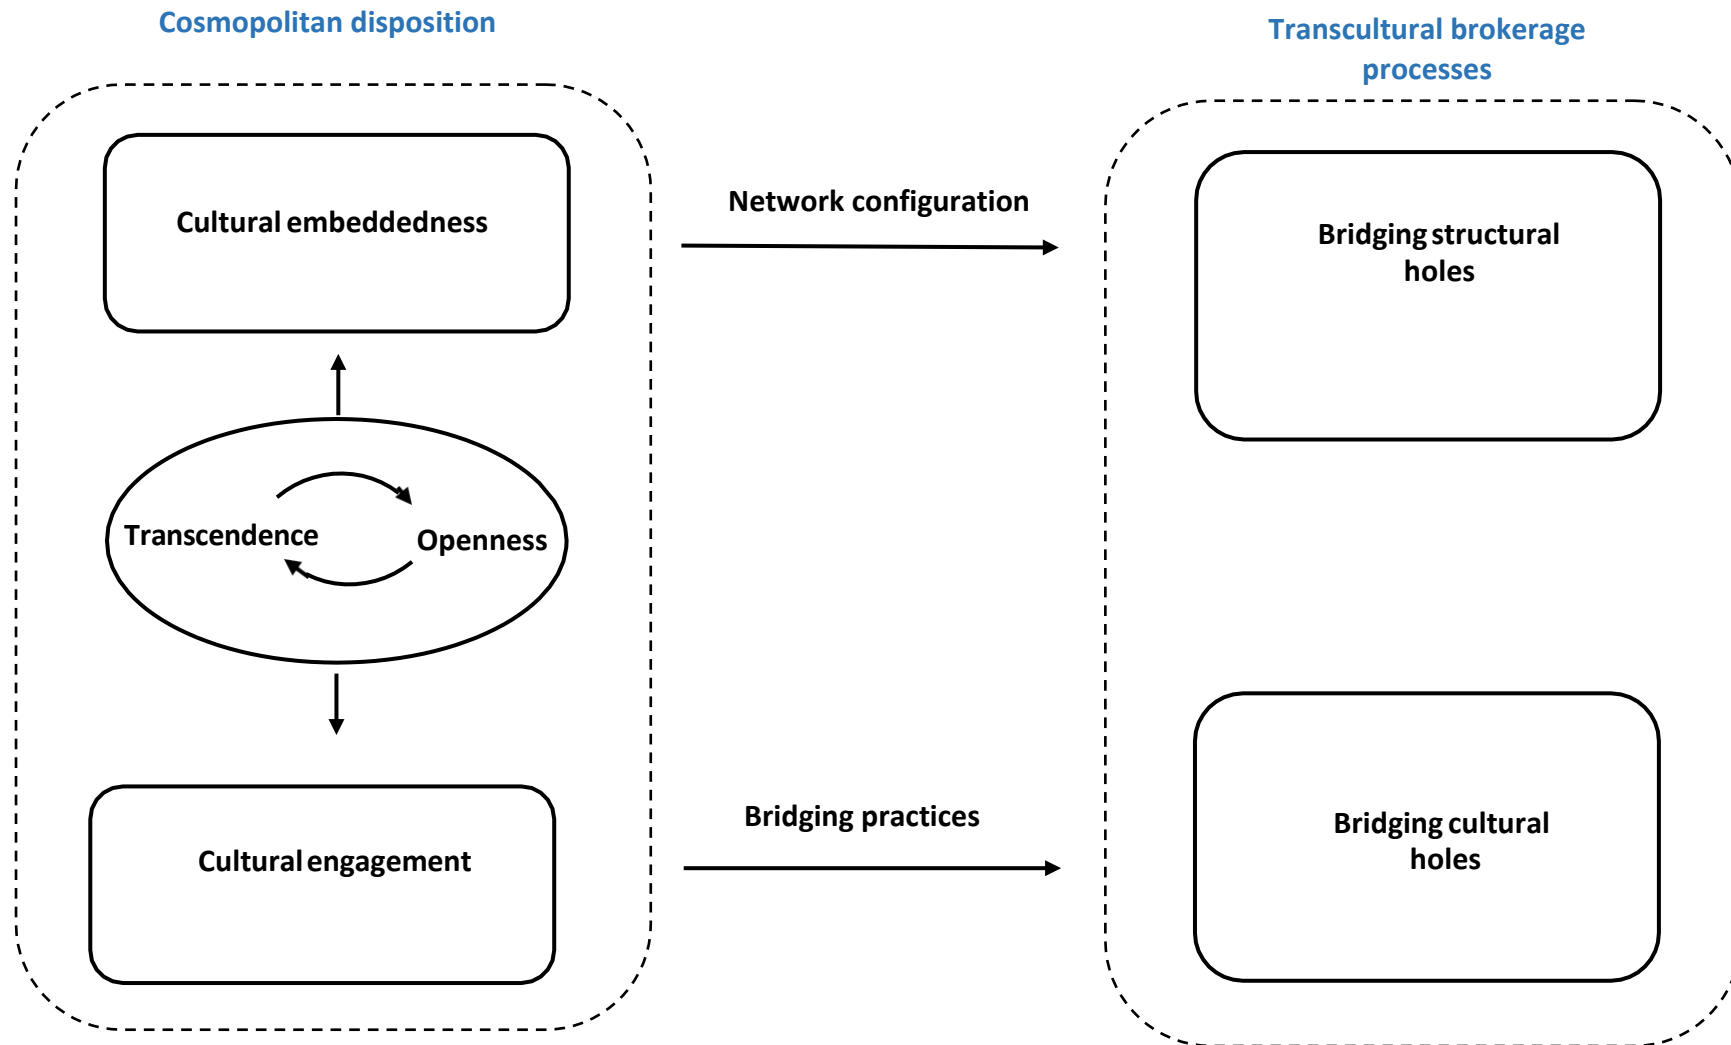 Cosmopolitan disposition
Transcultural brokerage
processes
Cultural embeddedness
Network configuration
Bridging structural
holes
Transcendence
Openness
Bridging practices
Cultural engagement
Bridging cultural
holes